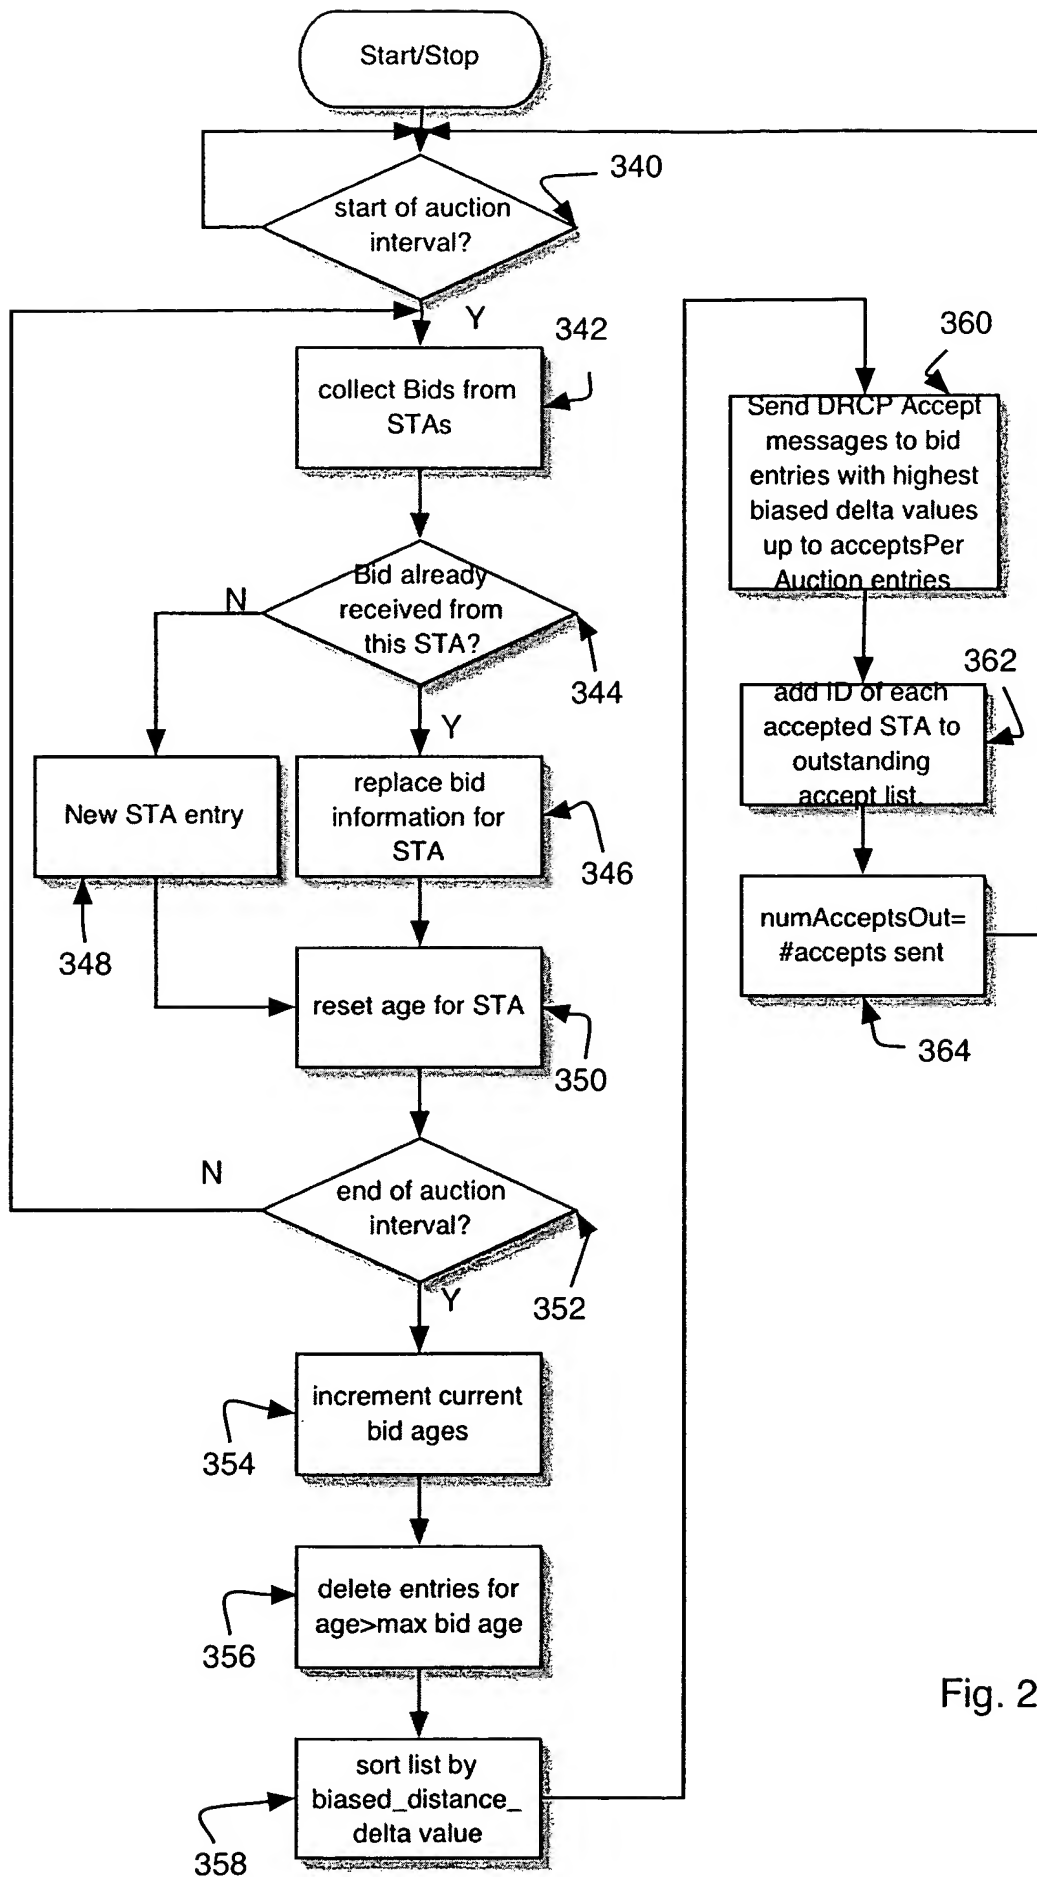 Start/Stop
340
start of auction
interval?
Y
342
collect Bids from
STAs
N
Bid already
received from
this STA?
344
Y
New STA entry
348
replace bid
information for
STA
346
reset age for STA
350
N
end of auction
interval?
352
Y
increment current
bid ages
354
delete entries for
age>max bid age
356
sort list by
biased_distance_
delta value
358
360
Send DRCP Accept
messages to bid
entries with highest
biased delta values
up to acceptsPer
Auction entries
362
add ID of each
accepted STA to
outstanding
accept list.
numAcceptsOut=
#accepts sent
364
Fig. 2